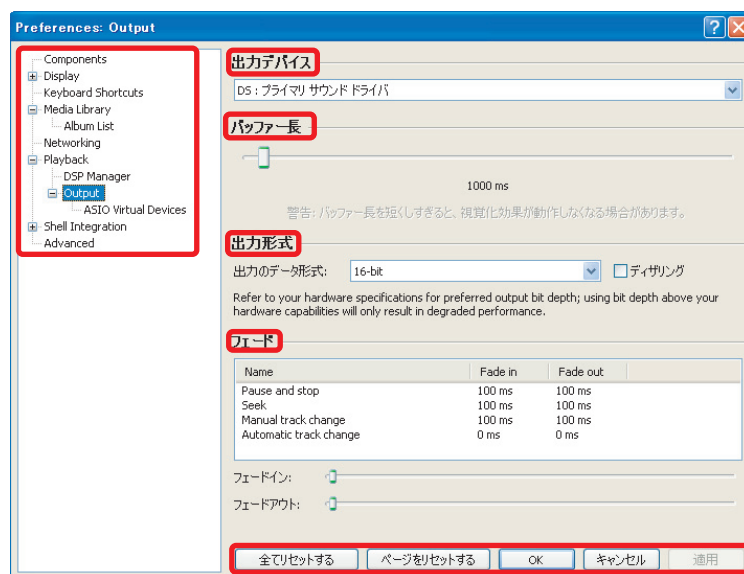 Preferences: Output
Components
Display
Keyboard Shortcuts
Media Library
Album List
Networking
Playback
DSP Manager
Output
ASIO Virtual Devices
Shell Integration
Advanced
出力デバイス
DS : プライマリ サウンド ドライバ
バッファー長
1000 ms
警告: バッファー長を短くしすぎると、視覚化効果が動作しなくなる場合があります。
出力形式
出力のデータ形式: 16-bit ディザリング
Refer to your hardware specifications for preferred output bit depth; using bit depth above your
hardware capabilities will only result in degraded performance.
フェード
Name Fade in Fade out
Pause and stop 100 ms 100 ms
Seek 100 ms 100 ms
Manual track change 100 ms 100 ms
Automatic track change 0 ms 0 ms
フェードイン:
フェードアウト:
全てリセットする ページをリセットする OK キャンセル 適用